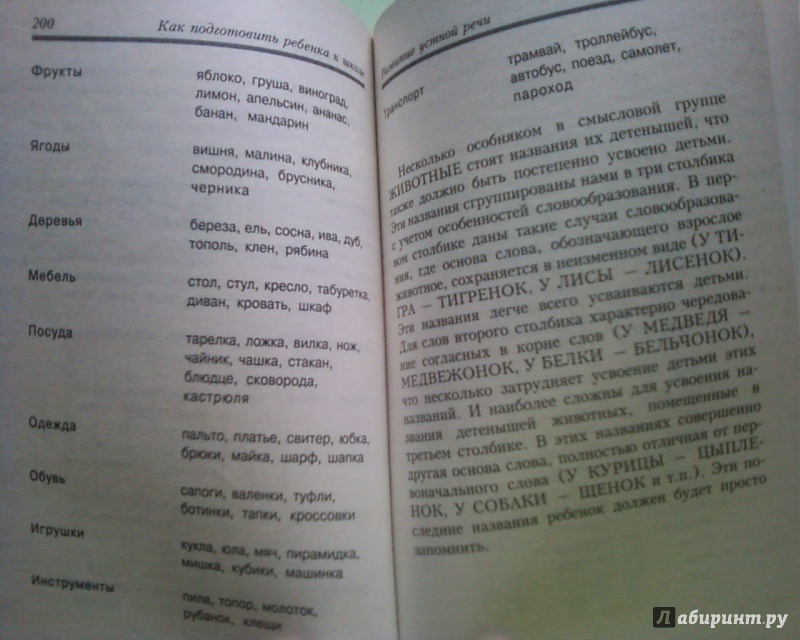 200
Как подготовить ребенка к школе
Фрукты
яблоко, груша, виноград,
лимон, апельсин, ананас,
банан, мандарин
Ягоды
вишня, малина, клубника,
смородина, брусника,
черника
Деревья
береза, ель, сосна, ива, дуб,
тополь, клен, рябина
Мебель
стол, стул, кресло, табуретка,
диван, кровать, шкаф
Посуда
тарелка, ложка, вилка, нож,
чайник, чашка, стакан,
блюдце, сковорода,
кастрюля
Одежда
пальто, платье, свитер, юбка,
брюки, майка, шарф, шапка
Обувь
сапоги, валенки, туфли,
ботинки, тапки, кроссовки
Игрушки
кукла, юла, мяч, пирамидка,
мишка, кубики, машинка
Инструменты
пила, топор, молоток,
рубанок, клещи
Развитие устной речи
Транспорт
трамвай, троллейбус,
автобус, поезд, самолет,
пароход
Несколько особняком в смысловой группе
ЖИВОТНЫЕ стоят названия их детенышей, что
также должно быть постепенно усвоено детьми.
Эти названия сгруппированы нами в три столбика
с учетом особенностей словообразования. В пер-
вом столбике даны такие случаи словообразова-
ния, где основа слова, обозначающего взрослое
животное, сохраняется в неизменном виде (У ТИ-
ГРА – ТИГРЕНОК, У ЛИСЫ – ЛИСЕНОК).
Эти названия легче всего усваиваются детьми.
Для слов второго столбика характерно чередова-
ние согласных в корне слов (У МЕДВЕДЯ –
МЕДВЕЖОНОК, У БЕЛКИ – БЕЛЬЧОНОК),
что несколько затрудняет усвоение детьми этих
названий. И наиболее сложны для усвоения на-
звания детенышей животных, помещенные в
третьем столбике. В этих названиях совершенно
другая основа слова, полностью отличная от пер-
воначального слова (У КУРИЦЫ – ЦЫПЛЕ-
НОК, У СОБАКИ – ЩЕНОК и т.п.). Эти по-
следние названия ребенок должен будет просто
запомнить.
Лабиринт.ру